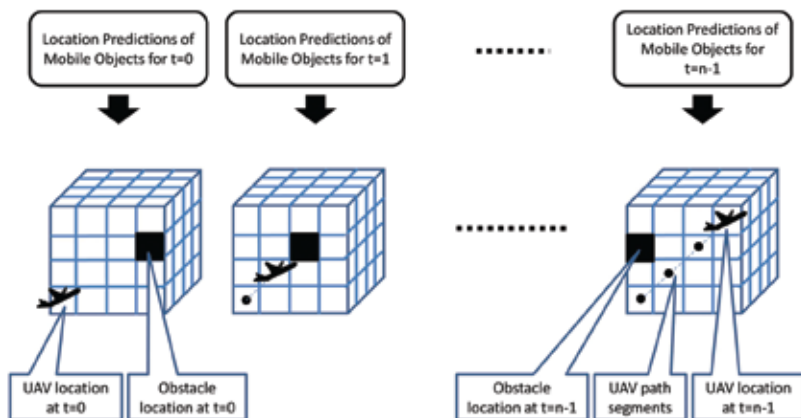 Location Predictions of
Mobile Objects for t=0
Location Predictions of
Mobile Objects for t=1
Location Predictions of
Mobile Objects for
t=n-1
UAV location
at t=0
Obstacle
location at t=0
Obstacle
location at t=n-1
UAV path
segments
UAV location
at t=n-1